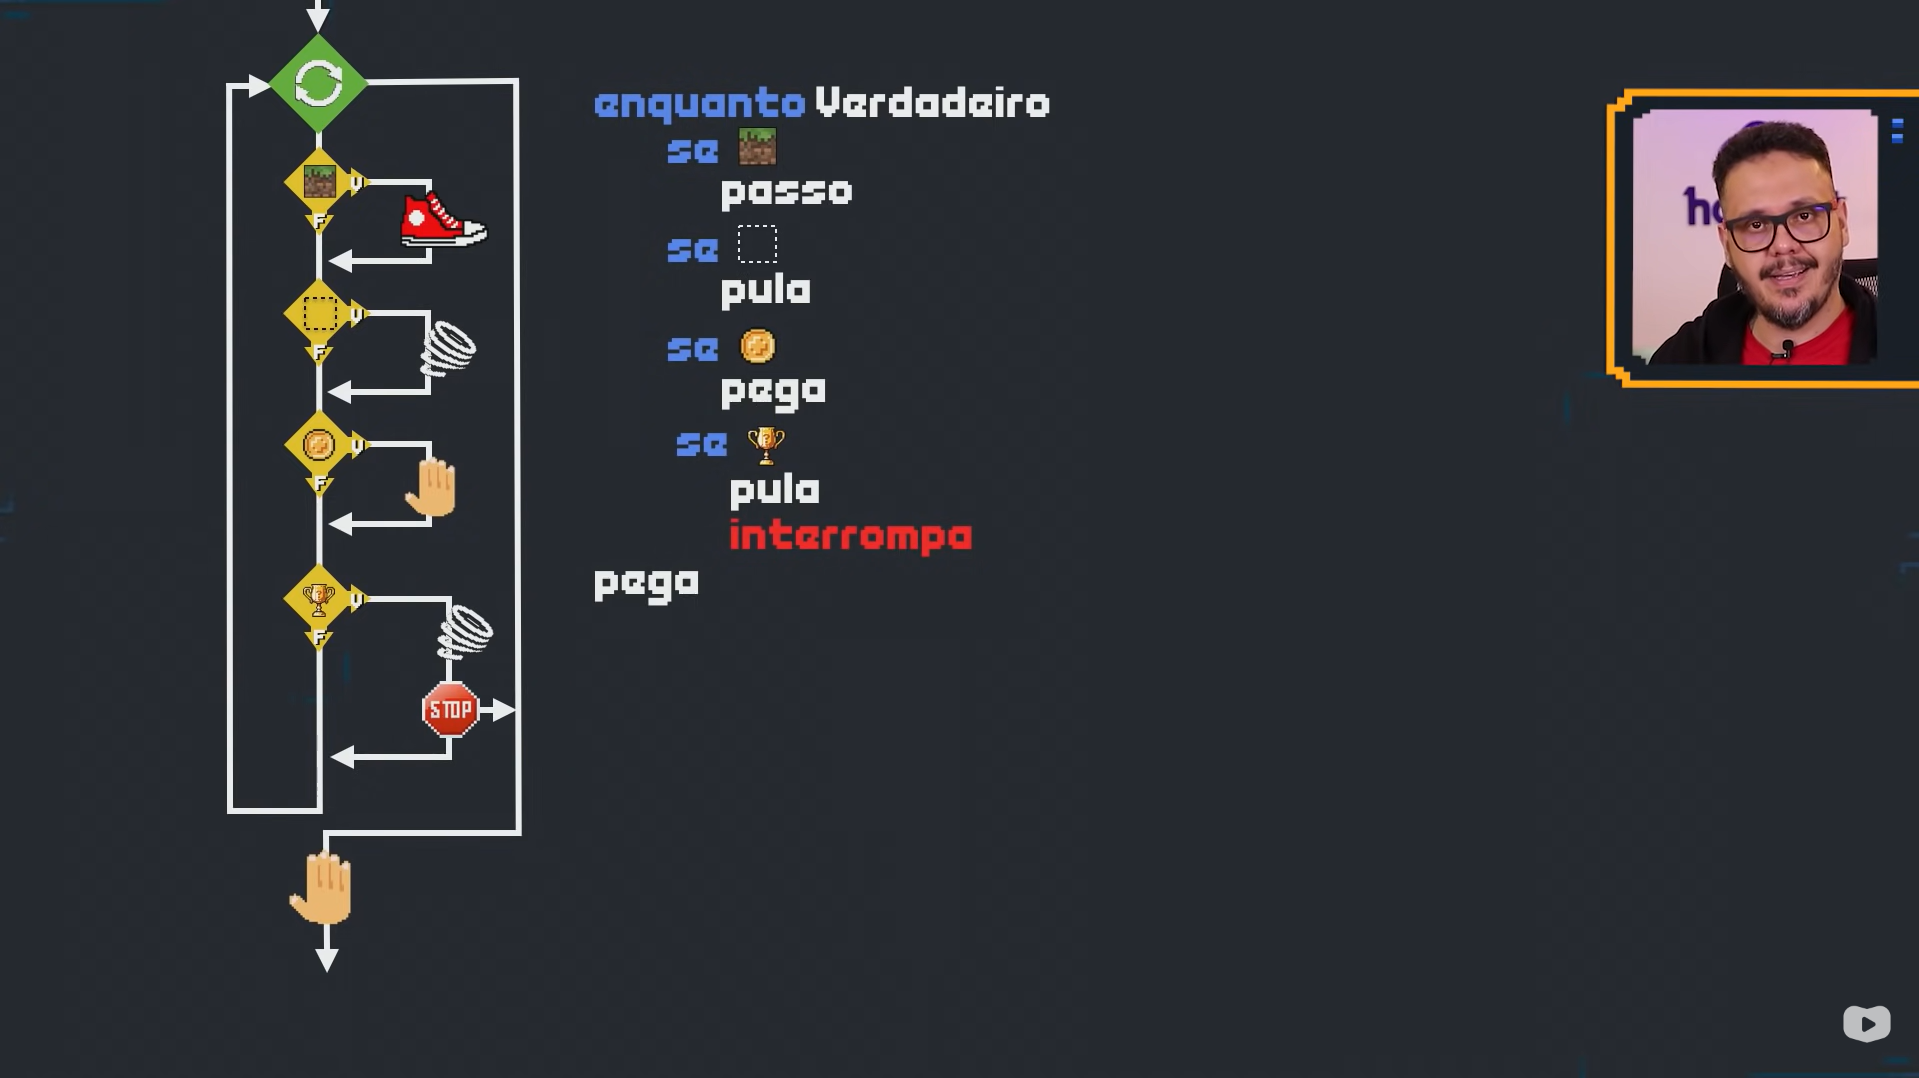 enquanto Verdadeiro
se
passo
se
pula
se
pega
se
pula
interrompa
pega
V
F
V
F
V
F
V
F
STOP